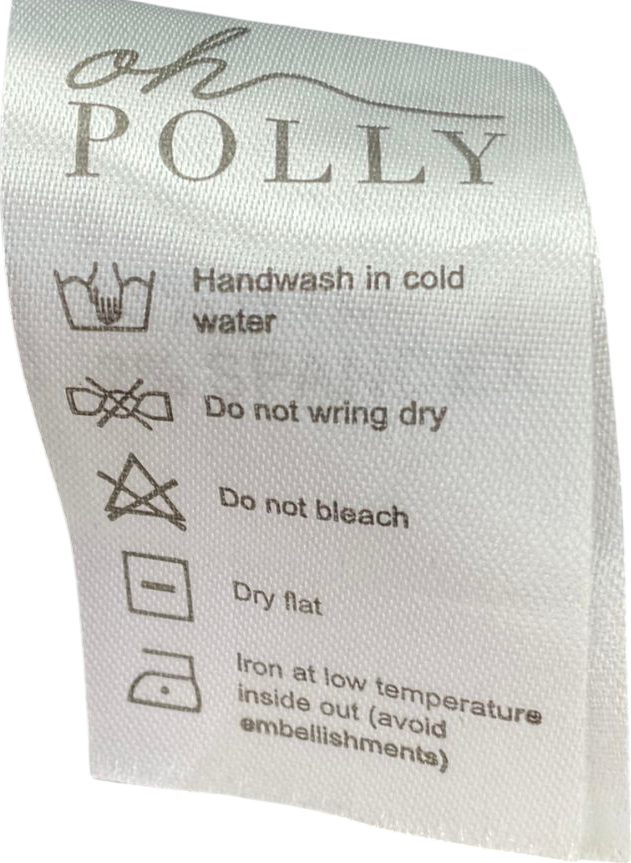 oh
POLLY
Handwash in cold
water
Do not wring dry
Do not bleach
Dry flat
Iron at low temperature
inside out (avoid
embellishments)